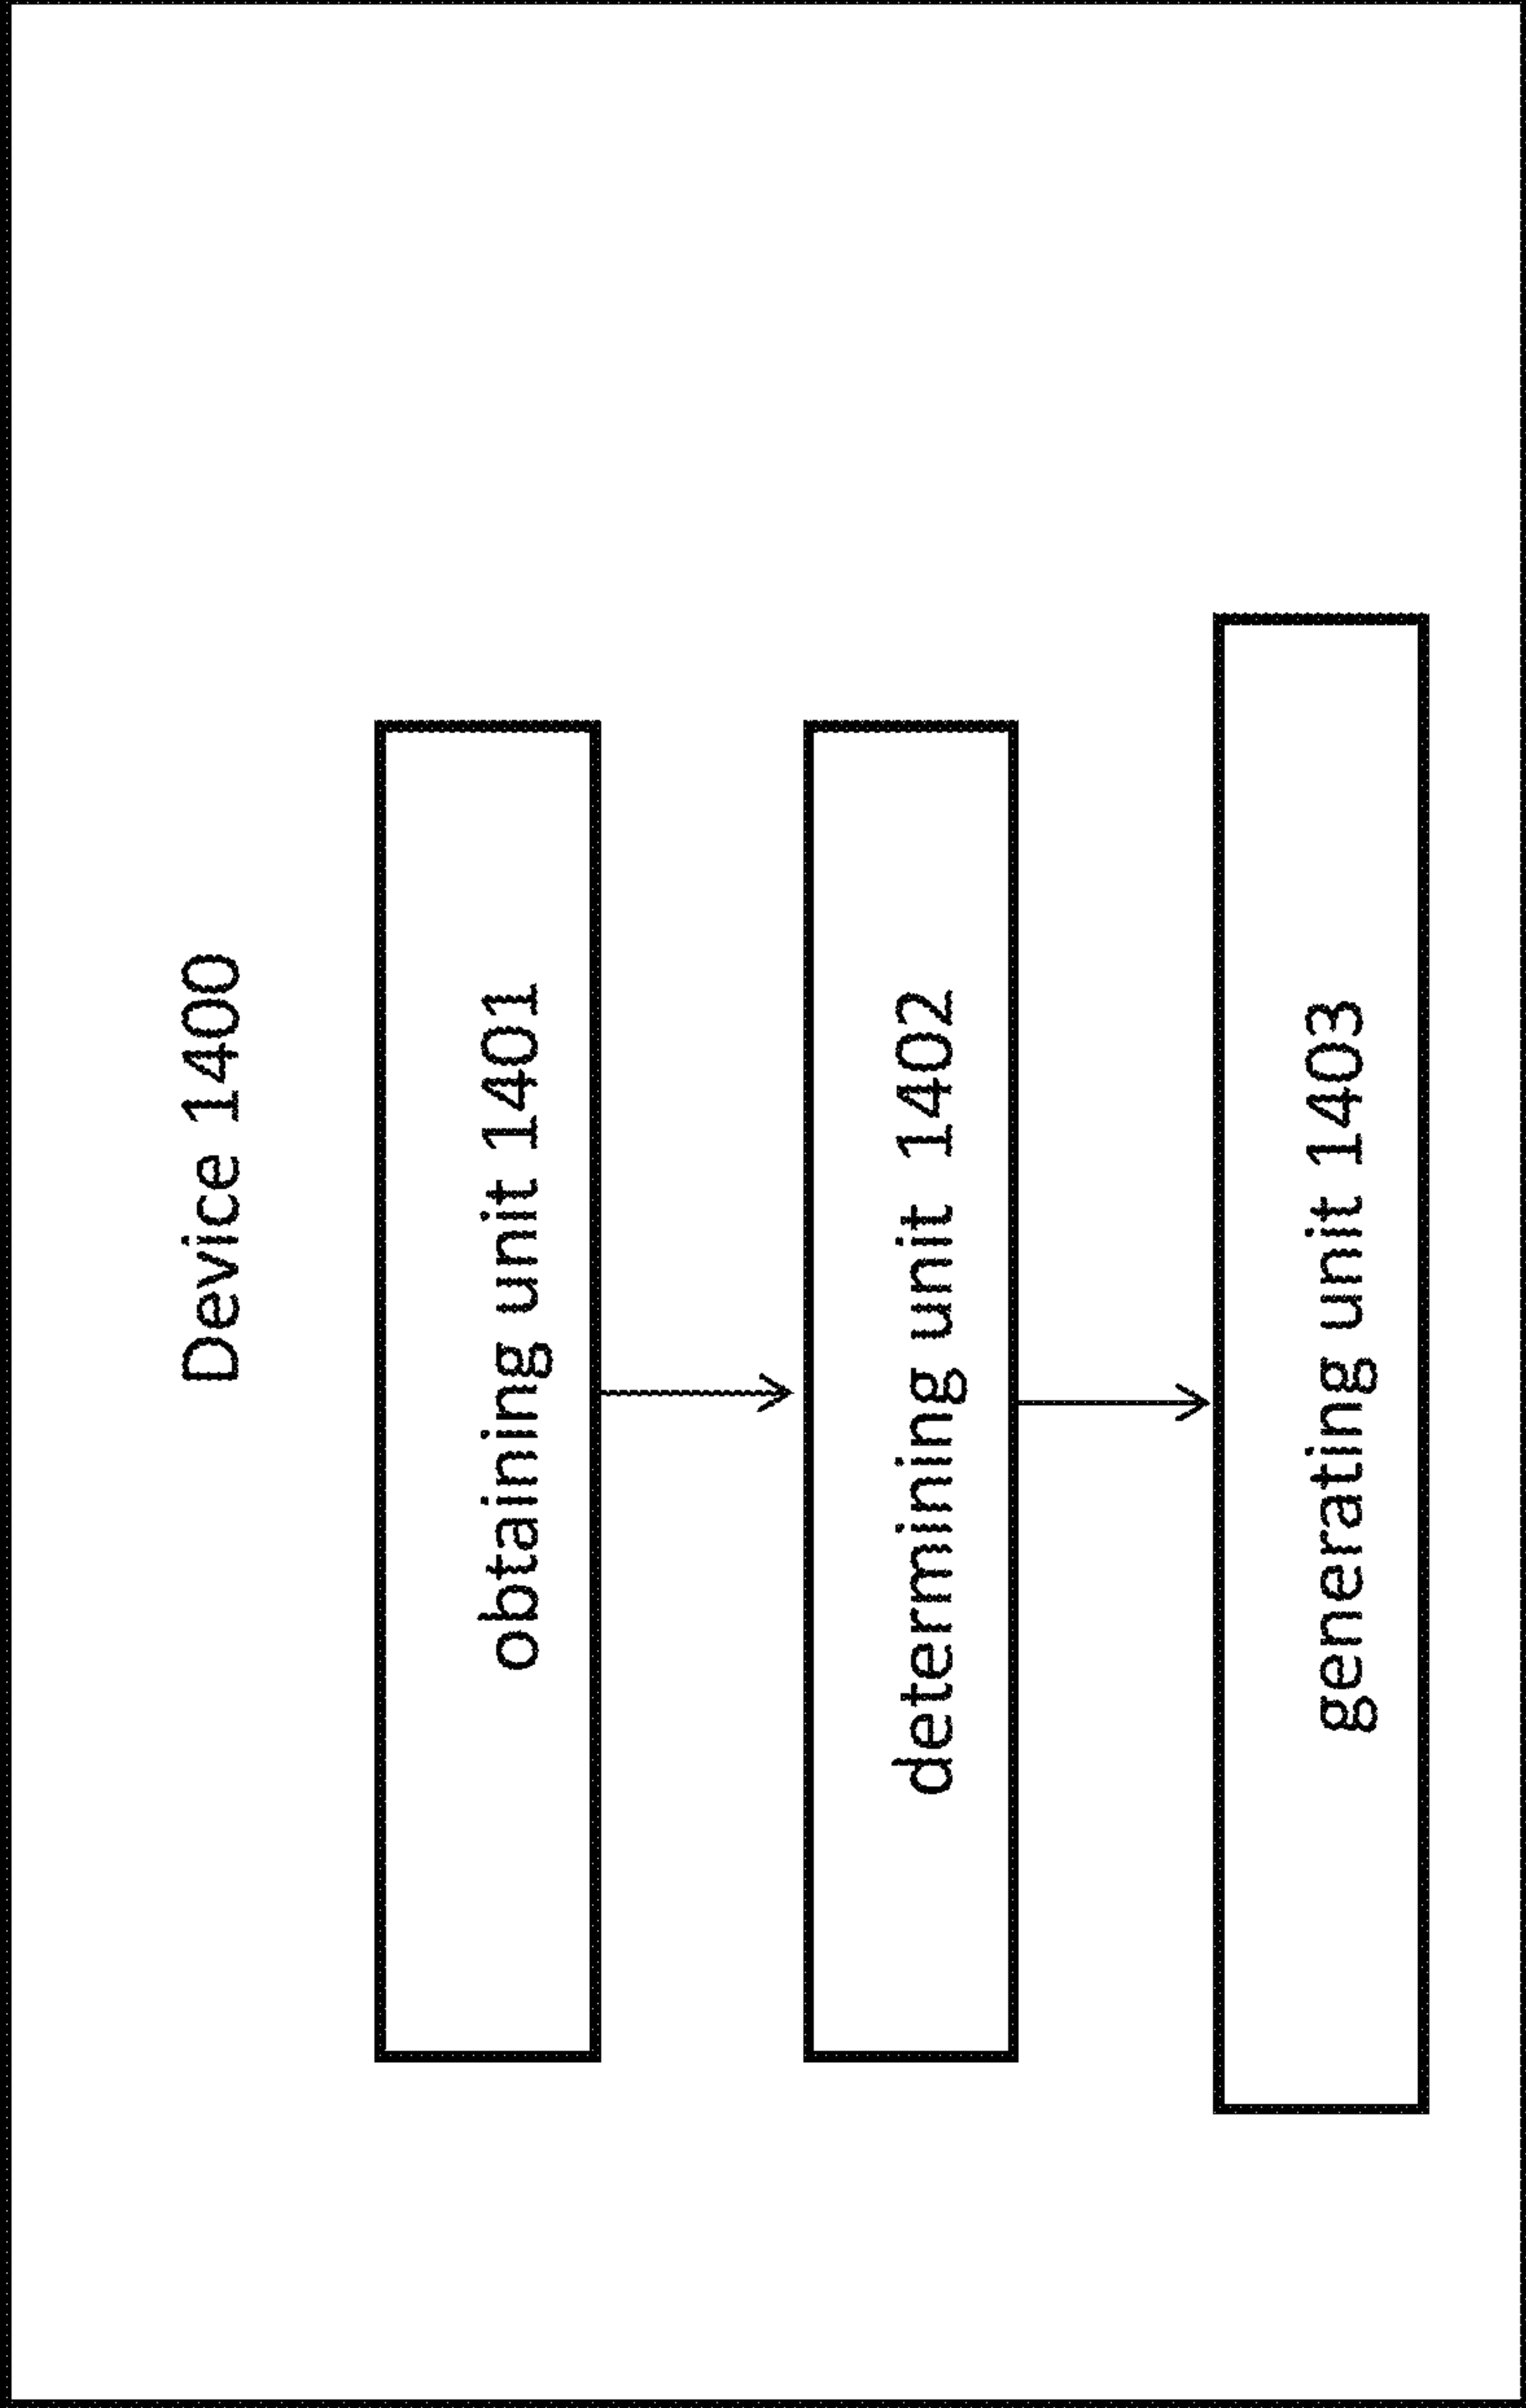 Device 1400
obtaining unit 1401
determining unit 1402
generating unit 1403